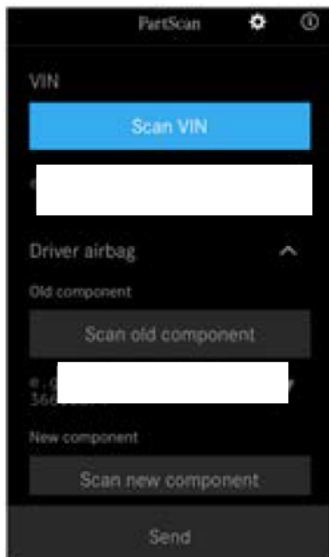 PartScan
VIN
Scan VIN
Driver airbag
Old component
Scan old component
New component
Scan new component
Send